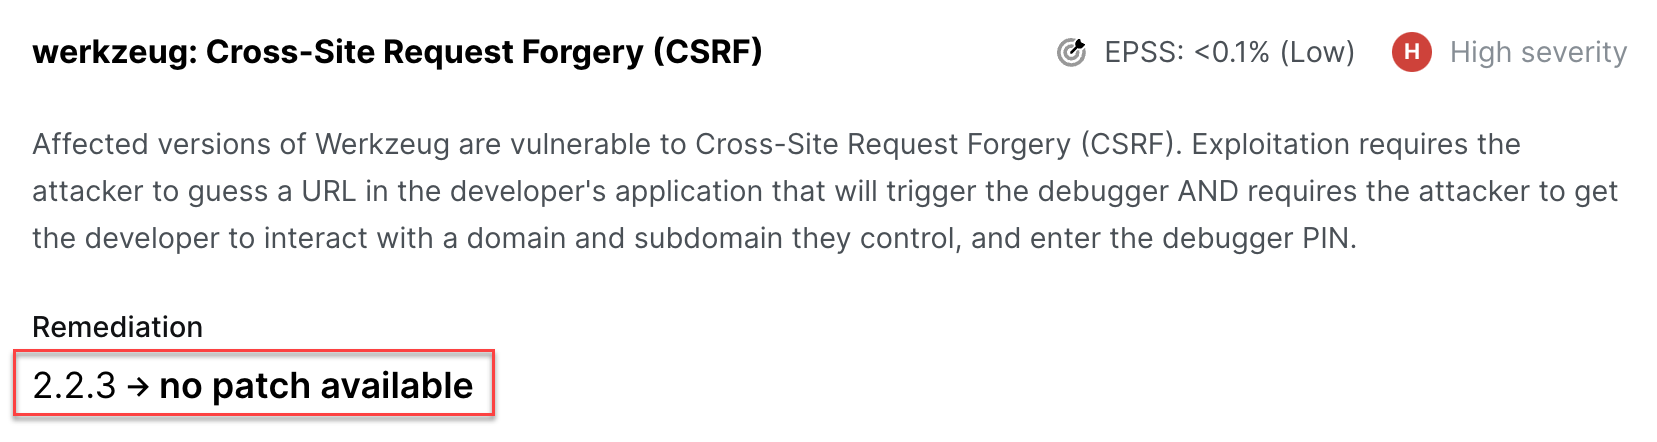 werkzeug: Cross-Site Request Forgery (CSRF)
EPSS: <0.1% (Low)
H
High severity
Affected versions of Werkzeug are vulnerable to Cross-Site Request Forgery (CSRF). Exploitation requires the
attacker to guess a URL in the developer's application that will trigger the debugger AND requires the attacker to get
the developer to interact with a domain and subdomain they control, and enter the debugger PIN.
Remediation
2.2.3 → no patch available